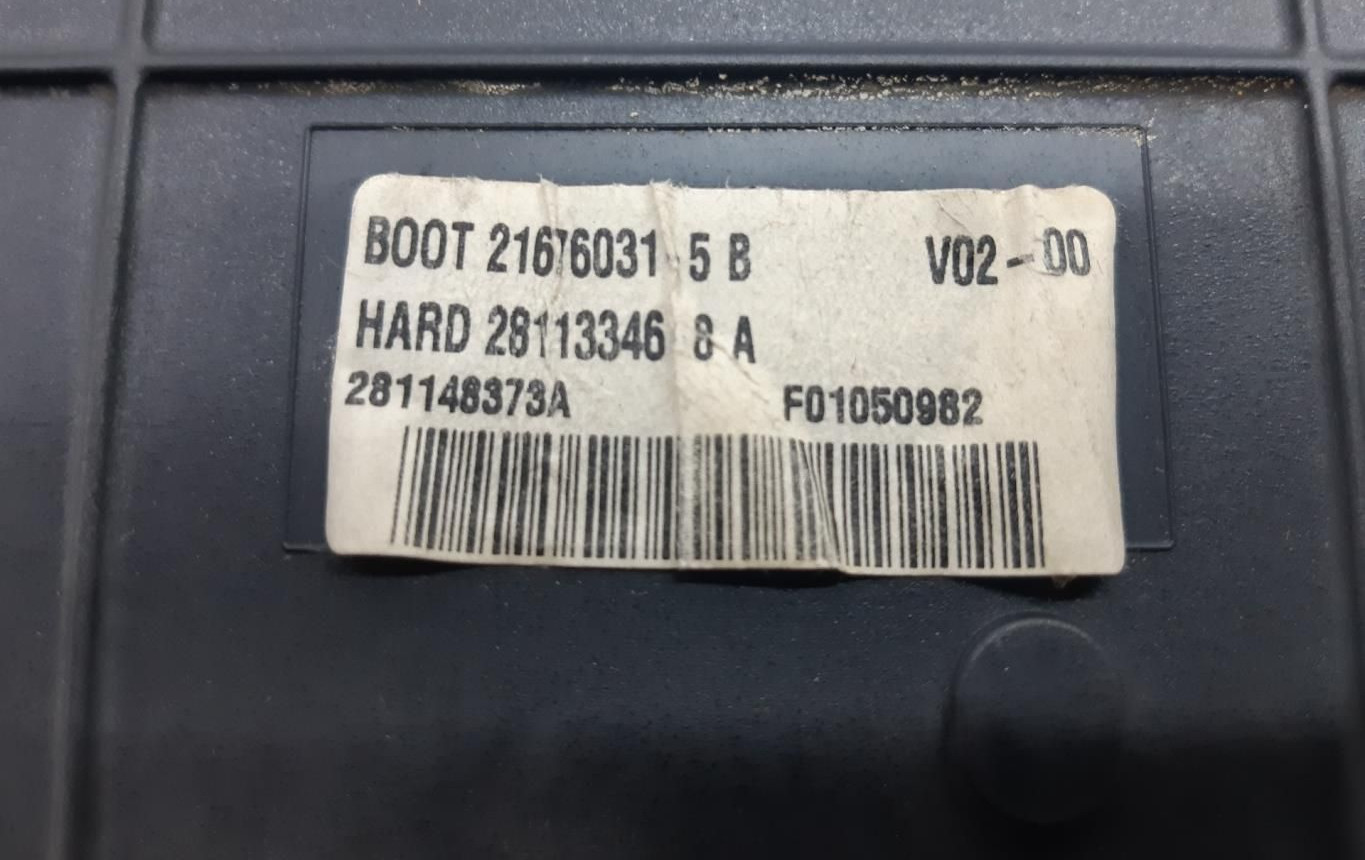 BOOT 21676031 5 B V02-00
HARD 28113346 8 A
281148373A F01050982